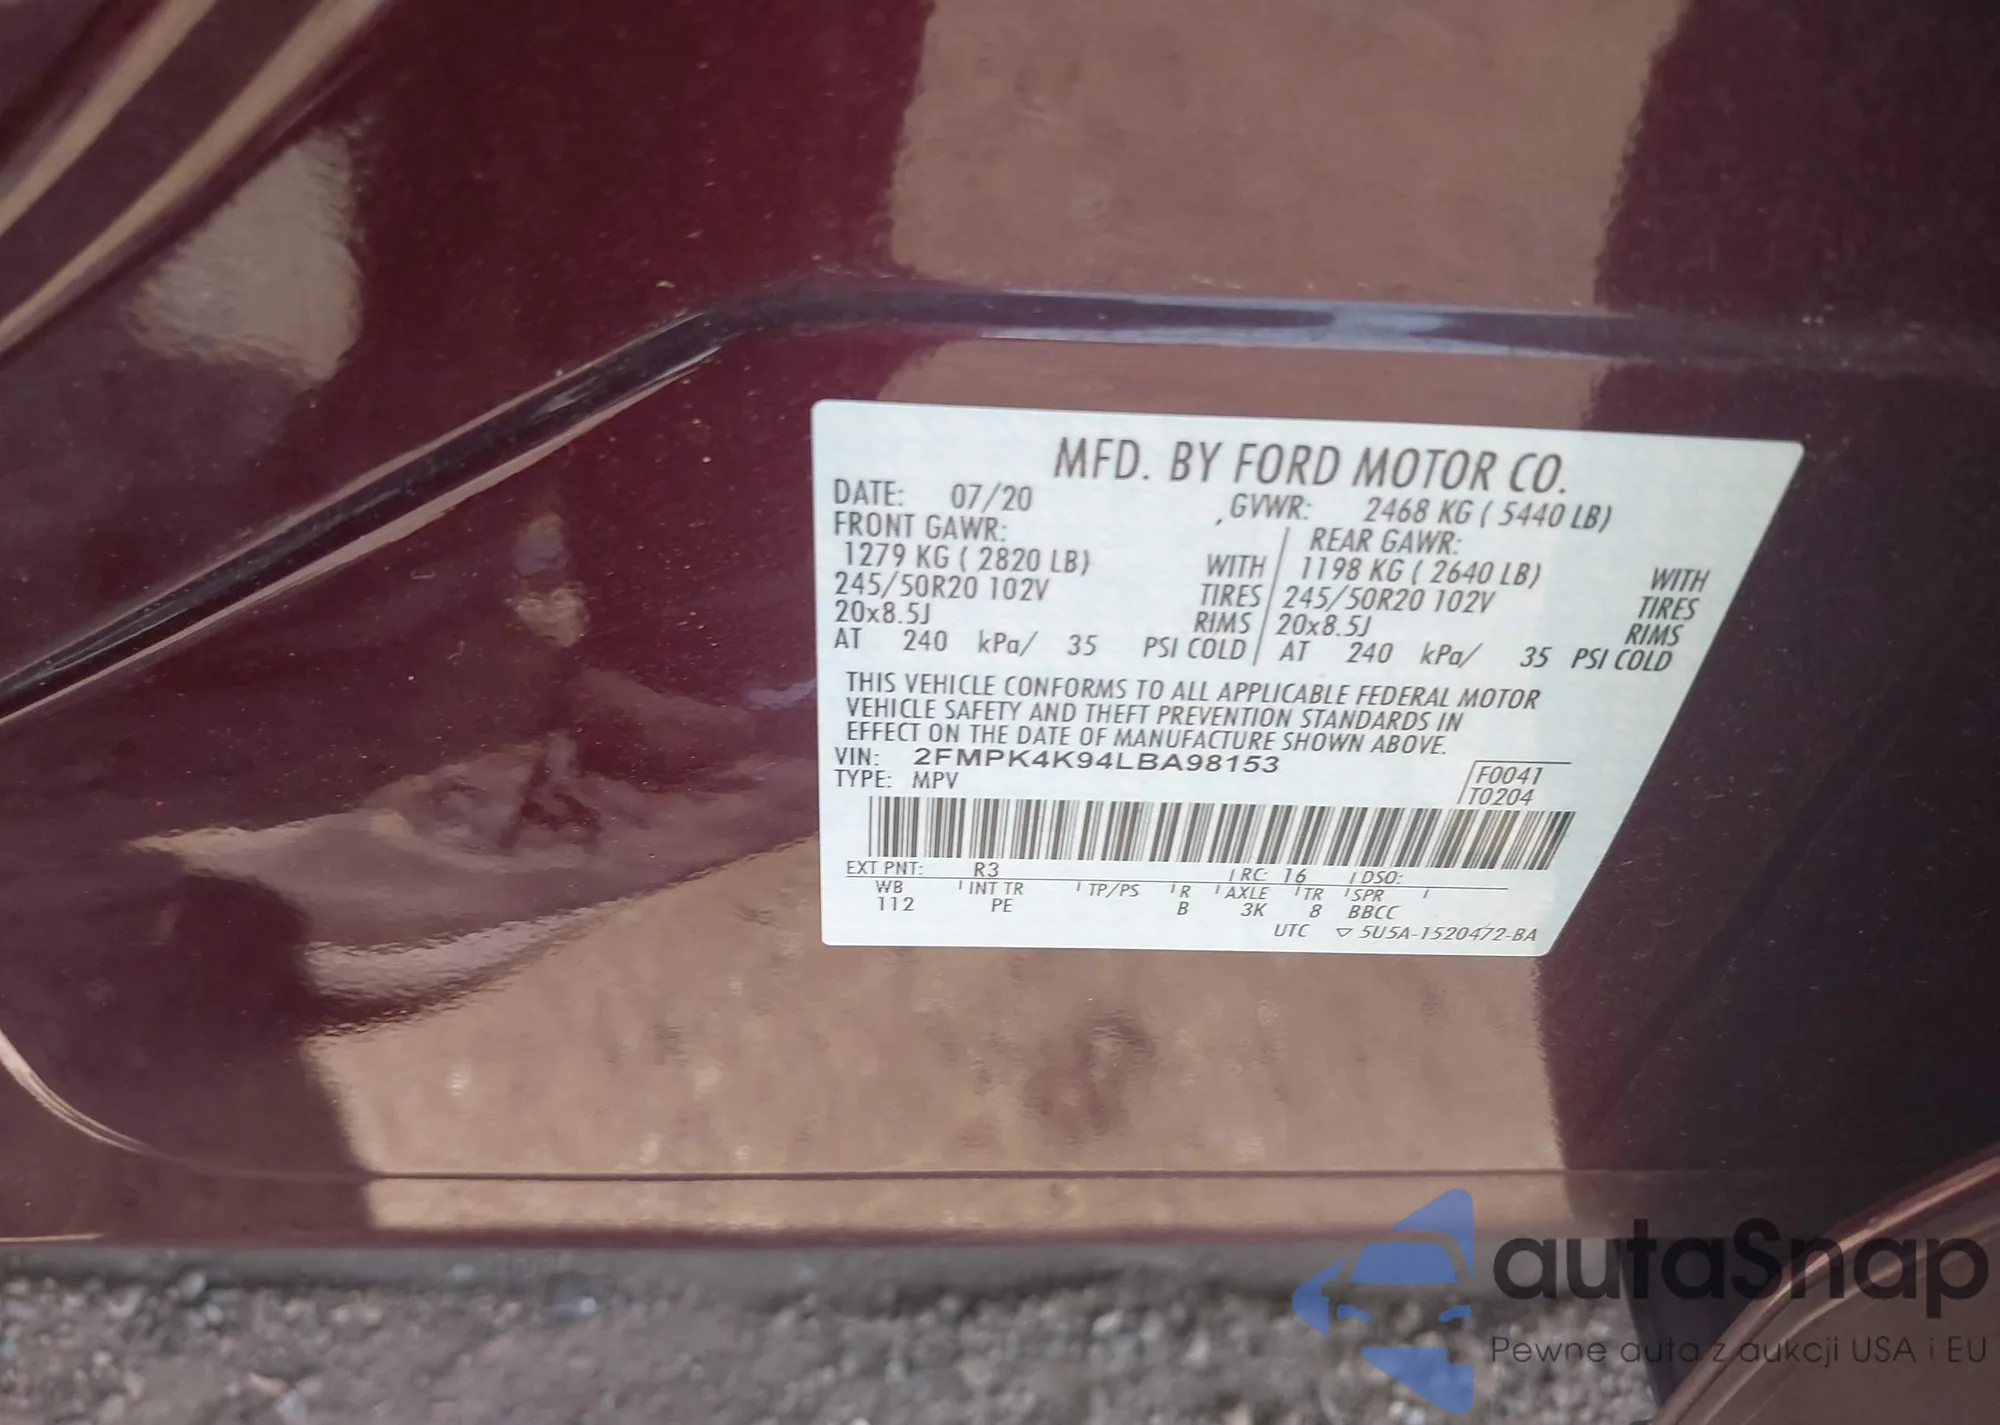 MFD. BY FORD MOTOR CO.
DATE: 07/20 GVWR: 2468 KG ( 5440 LB)
FRONT GAWR: REAR GAWR:
1279 KG ( 2820 LB) WITH 1198 KG ( 2640 LB) WITH
245/50R20 102V TIRES 245/50R20 102V TIRES
20x8.5J RIMS 20x8.5J RIMS
AT 240 kPa/ 35 PSI COLD AT 240 kPa/ 35 PSI COLD
THIS VEHICLE CONFORMS TO ALL APPLICABLE FEDERAL MOTOR
VEHICLE SAFETY AND THEFT PREVENTION STANDARDS IN
EFFECT ON THE DATE OF MANUFACTURE SHOWN ABOVE.
VIN: 2FMPK4K94LBA98153
TYPE: MPV
F0041
T0204
EXT PNT: R3 RC: 16 DSO:
WB INT TR TP/PS R AXLE TR SPR
112 PE B 3K 8 BBCC
UTC ▽ 5U5A-1520472-BA
autaSnap
Pewne auta z aukcji USA i EU